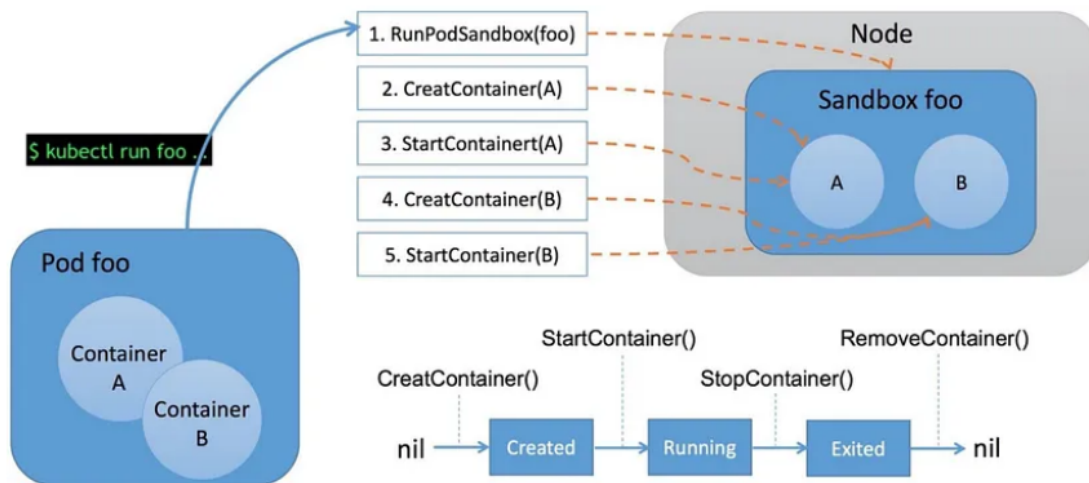 1. RunPodSandbox(foo)
2. CreatContainer(A)
3. StartContainert(A)
4. CreatContainer(B)
5. StartContainer(B)
Node
Sandbox foo
A
B
$ kubectl run foo ..
Pod foo
Container
A
Container
B
StartContainer()
RemoveContainer()
CreatContainer()
StopContainer()
nil
Created
Running
Exited
nil